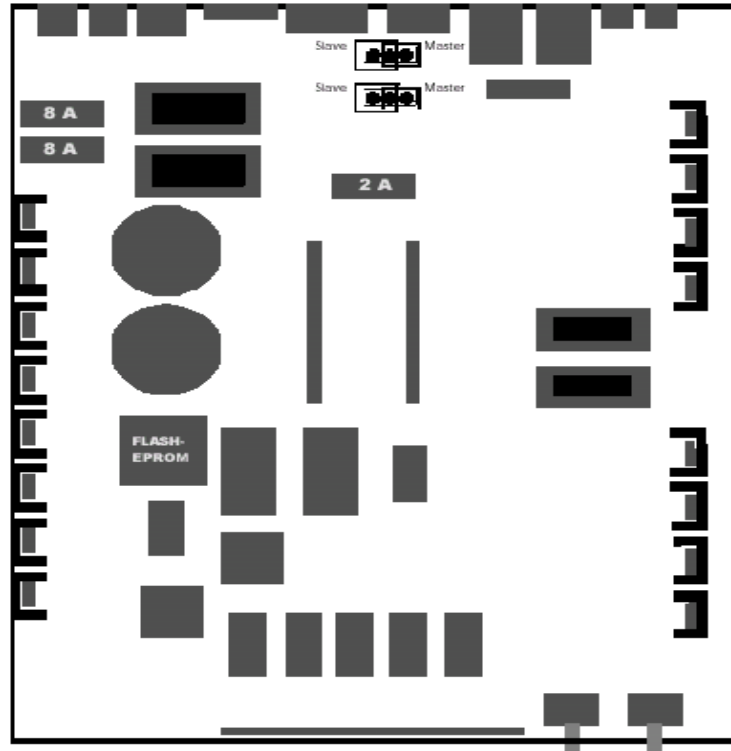 Slave Master
Slave Master
8 A
8 A
2 A
FLASH-
EPROM